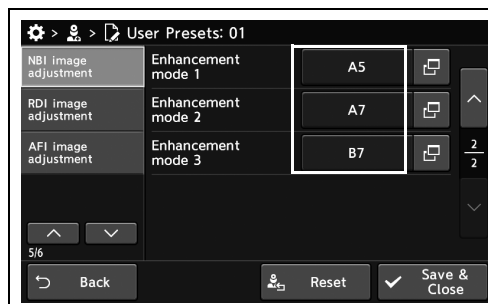 > > User Presets: 01
NBI image
adjustment
Enhancement
mode 1
A5
RDI image
adjustment
Enhancement
mode 2
A7
AFI image
adjustment
Enhancement
mode 3
B7
2
2
5/6
Back
Reset
Save &
Close